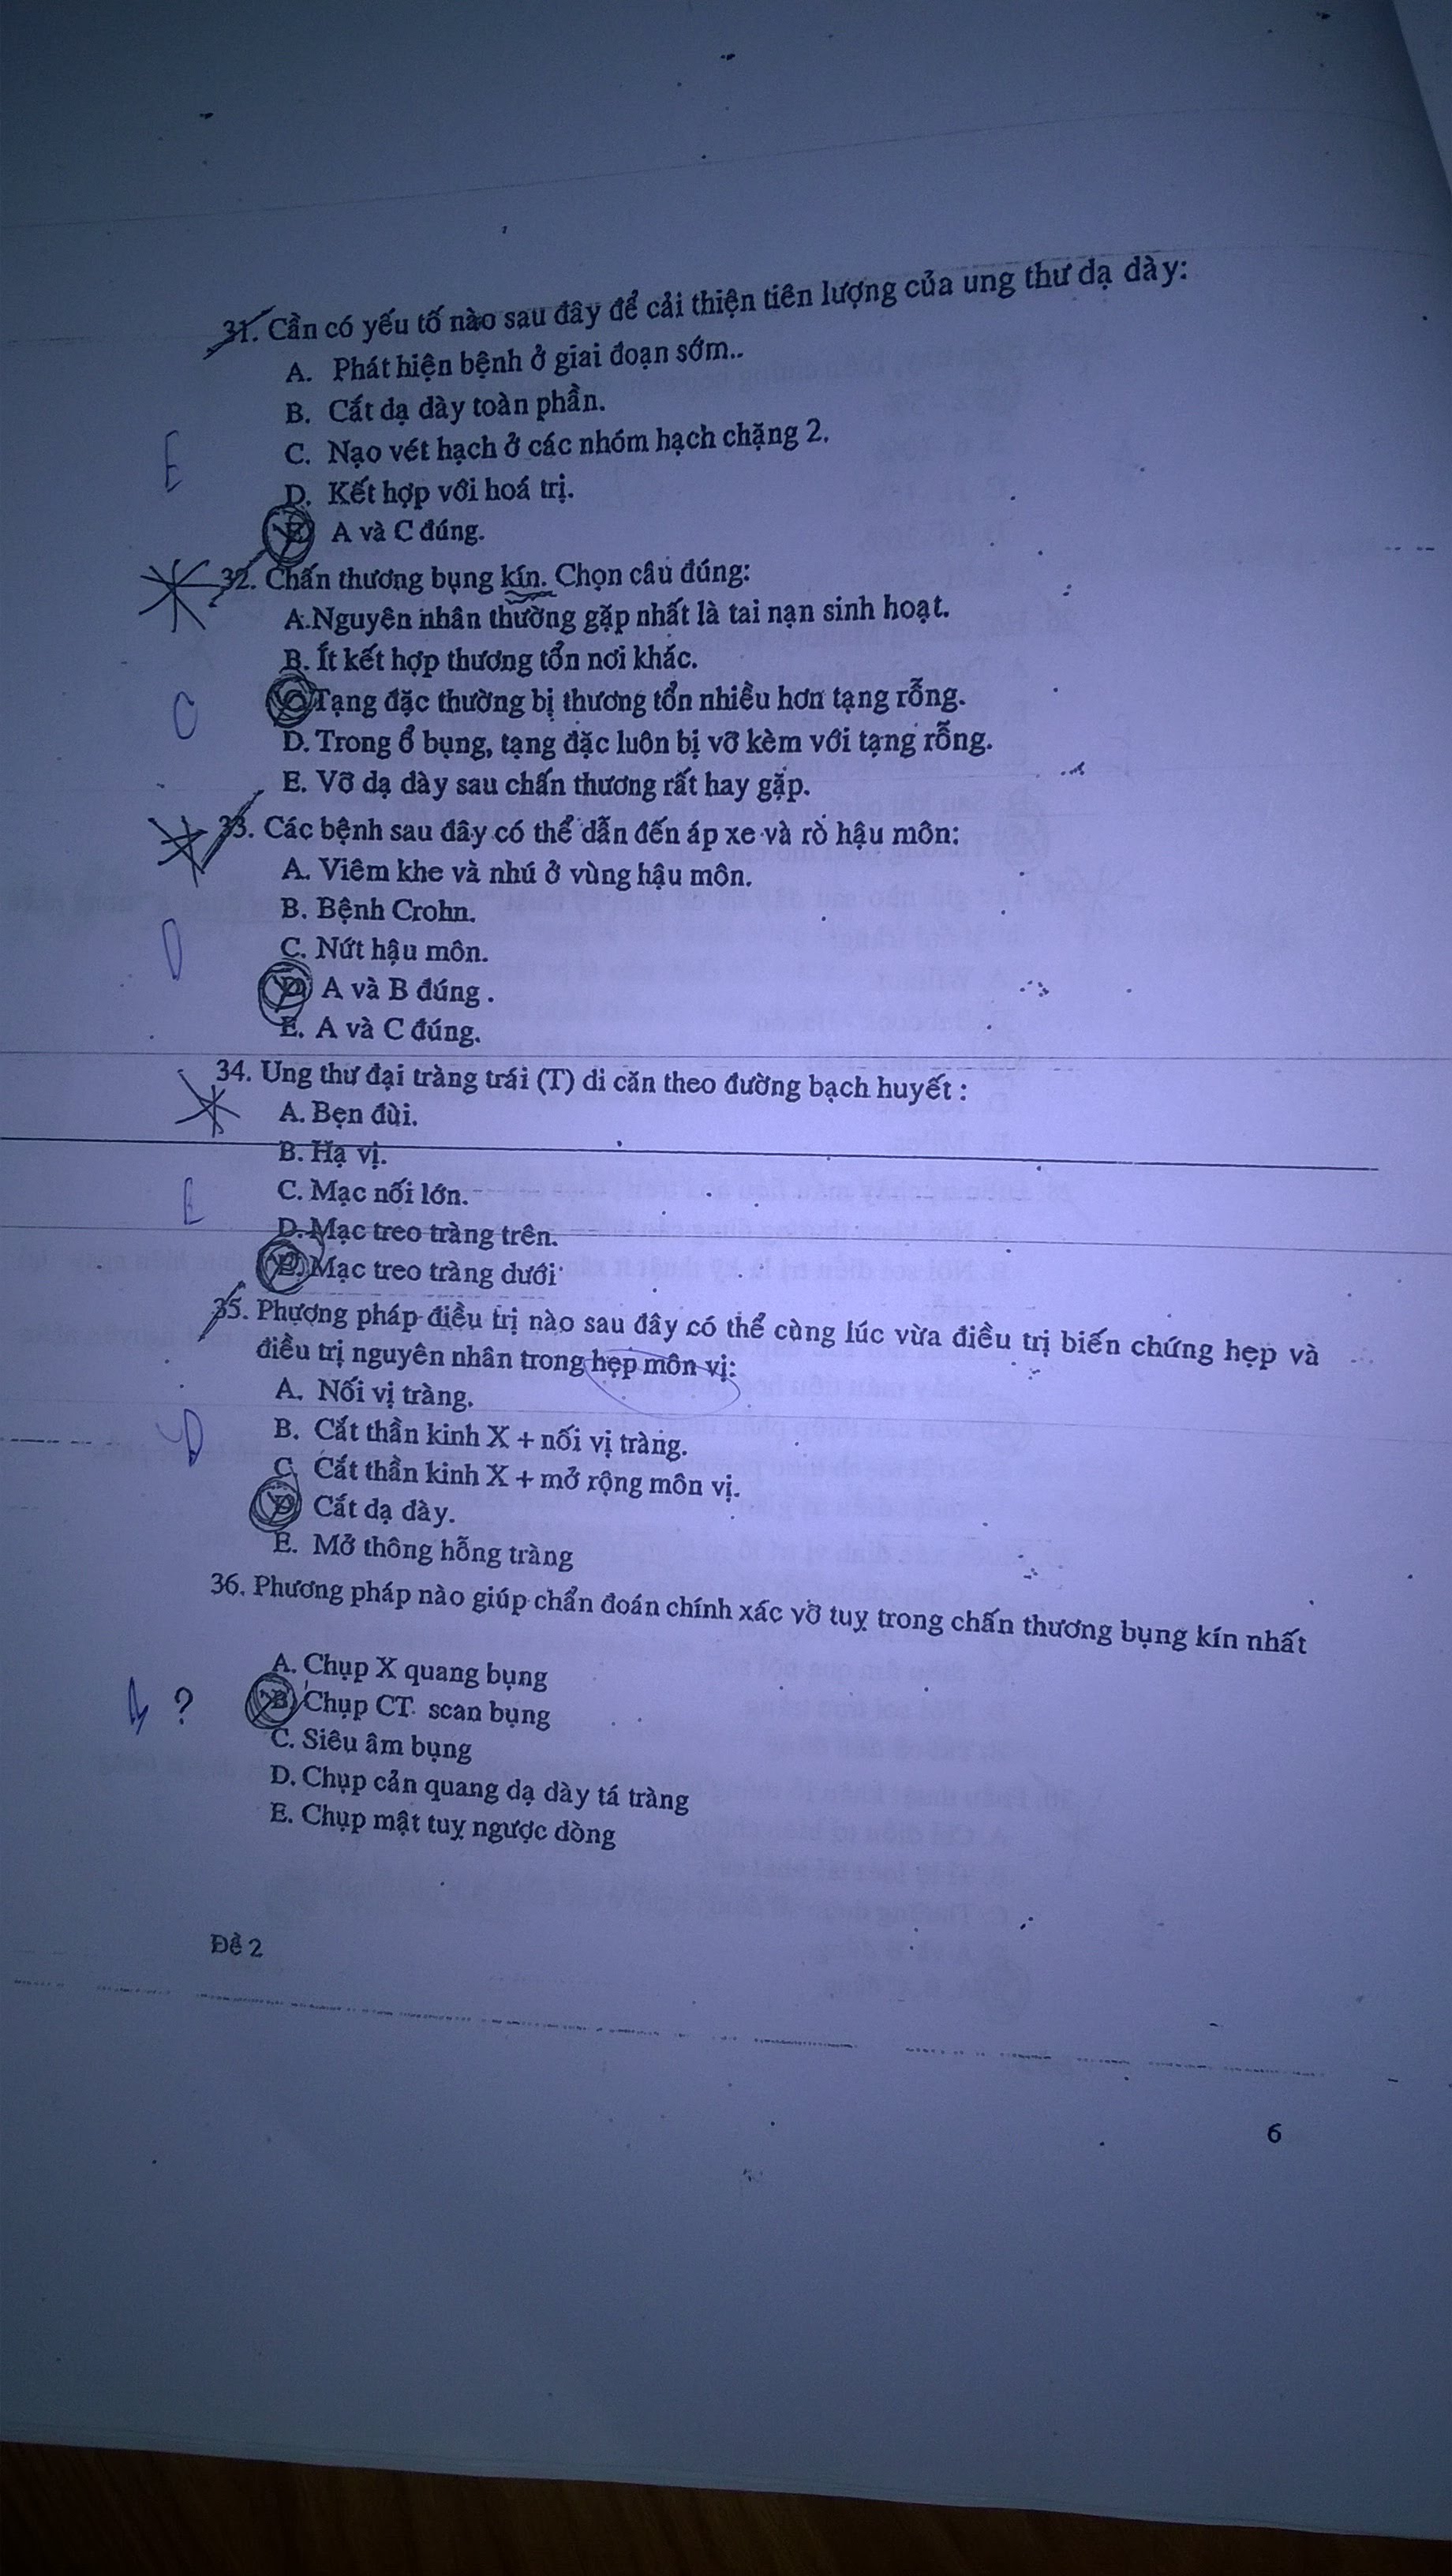 31. Cần có yếu tố nào sau đây để cải thiện tiên lượng của ung thư dạ dày:
A. Phát hiện bệnh ở giai đoạn sớm..
B. Cắt dạ dày toàn phần.
C. Nạo vét hạch ở các nhóm hạch chặng 2.
E
D. Kết hợp với hoá trị.
E. A và C đúng.
32. Chấn thương bụng kín. Chọn câu đúng:
A.Nguyên nhân thường gặp nhất là tai nạn sinh hoạt.
B. Ít kết hợp thương tổn nơi khác.
C C. Tạng đặc thường bị thương tổn nhiều hơn tạng rỗng.
D. Trong ổ bụng, tạng đặc luôn bị vỡ kèm với tạng rỗng.
E. Vỡ dạ dày sau chấn thương rất hay gặp.
33. Các bệnh sau đây có thể dẫn đến áp xe và rò hậu môn:
A. Viêm khe và nhú ở vùng hậu môn.
B. Bệnh Crohn.
D C. Nứt hậu môn.
D. A và B đúng .
E. A và C đúng.
34. Ung thư đại tràng trái (T) di căn theo đường bạch huyết :
A. Bẹn đùi.
B. Hạ vị.
E C. Mạc nối lớn.
D. Mạc treo tràng trên.
E. Mạc treo tràng dưới
35. Phương pháp điều trị nào sau đây có thể cùng lúc vừa điều trị biến chứng hẹp và
điều trị nguyên nhân trong hẹp môn vị:
A. Nối vị tràng.
D B. Cắt thần kinh X + nối vị tràng.
C. Cắt thần kinh X + mở rộng môn vị.
D. Cắt dạ dày.
E. Mở thông hỗng tràng
36. Phương pháp nào giúp chẩn đoán chính xác vỡ tuỵ trong chấn thương bụng kín nhất
A. Chụp X quang bụng
? B. Chụp CT scan bụng
C. Siêu âm bụng
D. Chụp cản quang dạ dày tá tràng
E. Chụp mật tuỵ ngược dòng
Đề 2
6